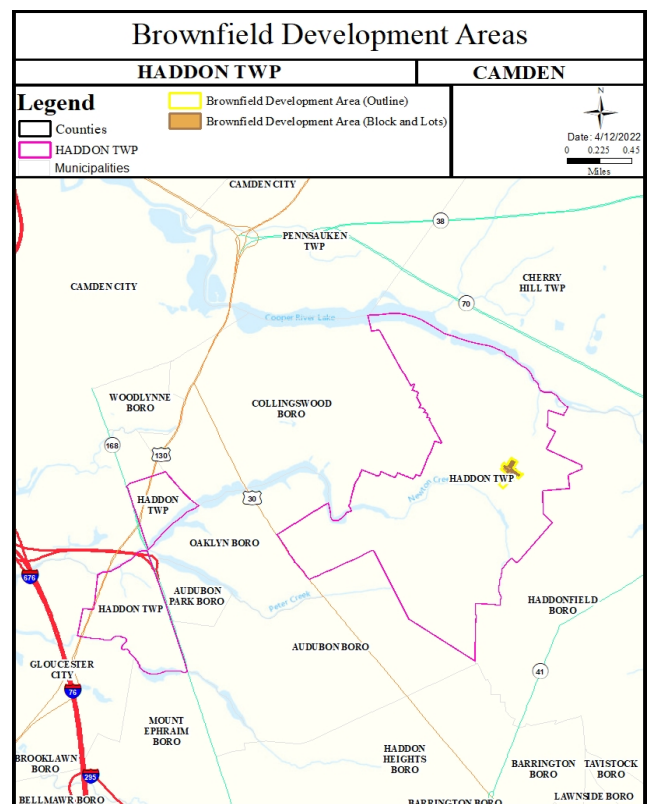 Brownfield Development Areas
HADDON TWP
CAMDEN
Legend
Counties
HADDON TWP
Municipalities
Brownfield Development Area (Outline)
Brownfield Development Area (Block and Lots)
N
Date: 4/12/2022
0 0.225 0.45
Miles
CAMDEN CITY
38
PENNSAUKEN
TWP
CHERRY
HILL TWP
CAMDEN CITY
70
Cooper River Lake
WOODLYNNE
BORO
COLLINGSWOOD
BORO
168
130
HADDON TWP
Newton Creek
HADDON
TWP
30
OAKLYN BORO
676
AUDUBON
PARK BORO
Peter Creek
HADDONFIELD
BORO
HADDON TWP
AUDUBON BORO
GLOUCESTER
CITY
41
76
MOUNT
EPHRAIM
BORO
HADDON
HEIGHTS
BORO
BROOKLAWN
BORO
BARRINGTON
BORO
TAVISTOCK
BORO
295
BELLMAWR BORO
BARRINGTON BORO
LAWNSIDE BORO